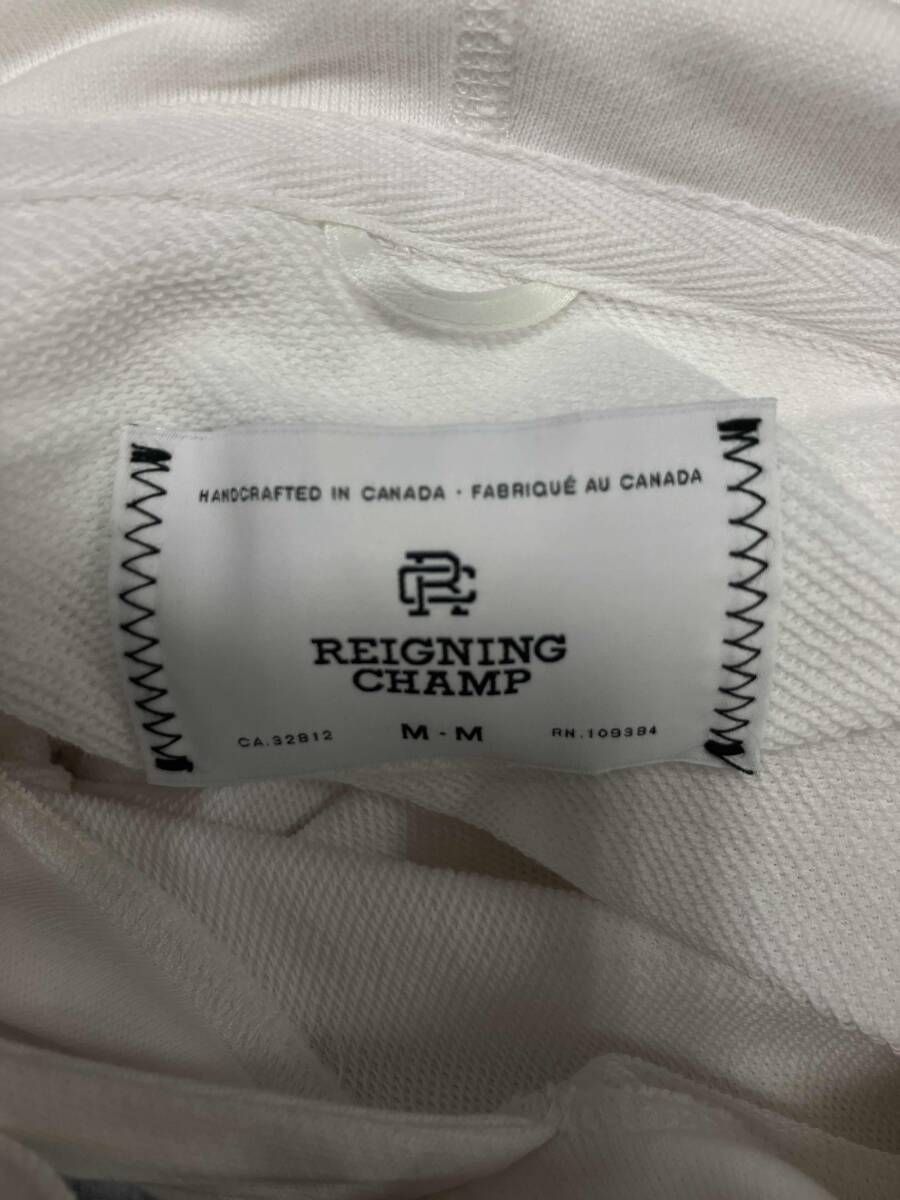 HANDCRAFTED IN CANADA · FABRIQUÉ AU CANADA
RC
REIGNING
CHAMP
CA.32812 M - M RN.109384